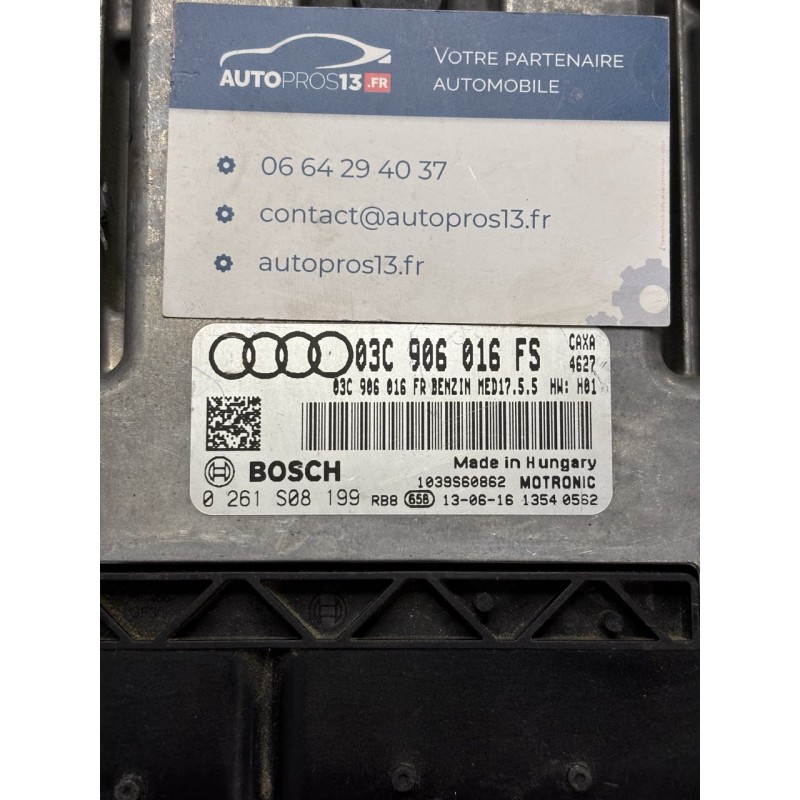 AUTOPROS13.FR
VOTRE PARTENAIRE
AUTOMOBILE
06 64 29 40 37
contact@autopros13.fr
autopros13.fr
03C 906 016 FS CAXA
4627
03C 906 016 FR BENZIN MED17.5.5 HW: H01
BOSCH
Made in Hungary
1039S60862 MOTRONIC
0 261 S08 199 RB8 658 13-06-16 1354 0562